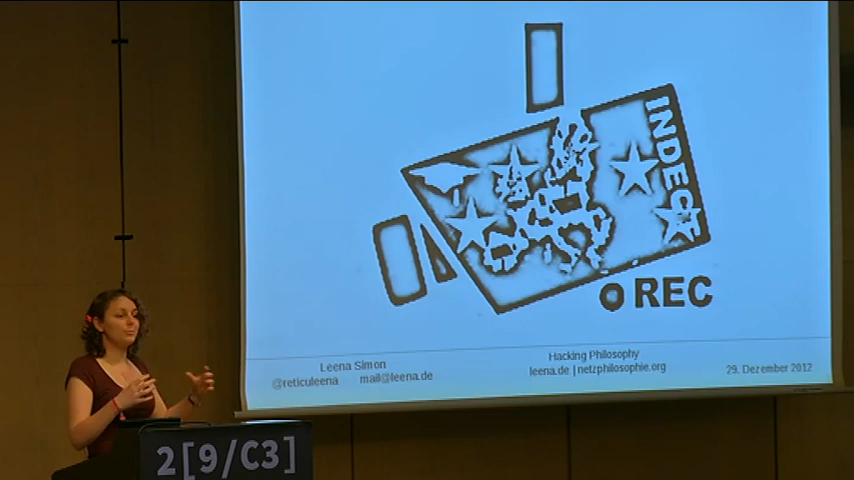 INDECT
O REC
Leena Simon
@reticuleena mail@leena.de
Hacking Philosophy
leena.de | netzphilosophie.org
29. Dezember 2012
2[9/C3]